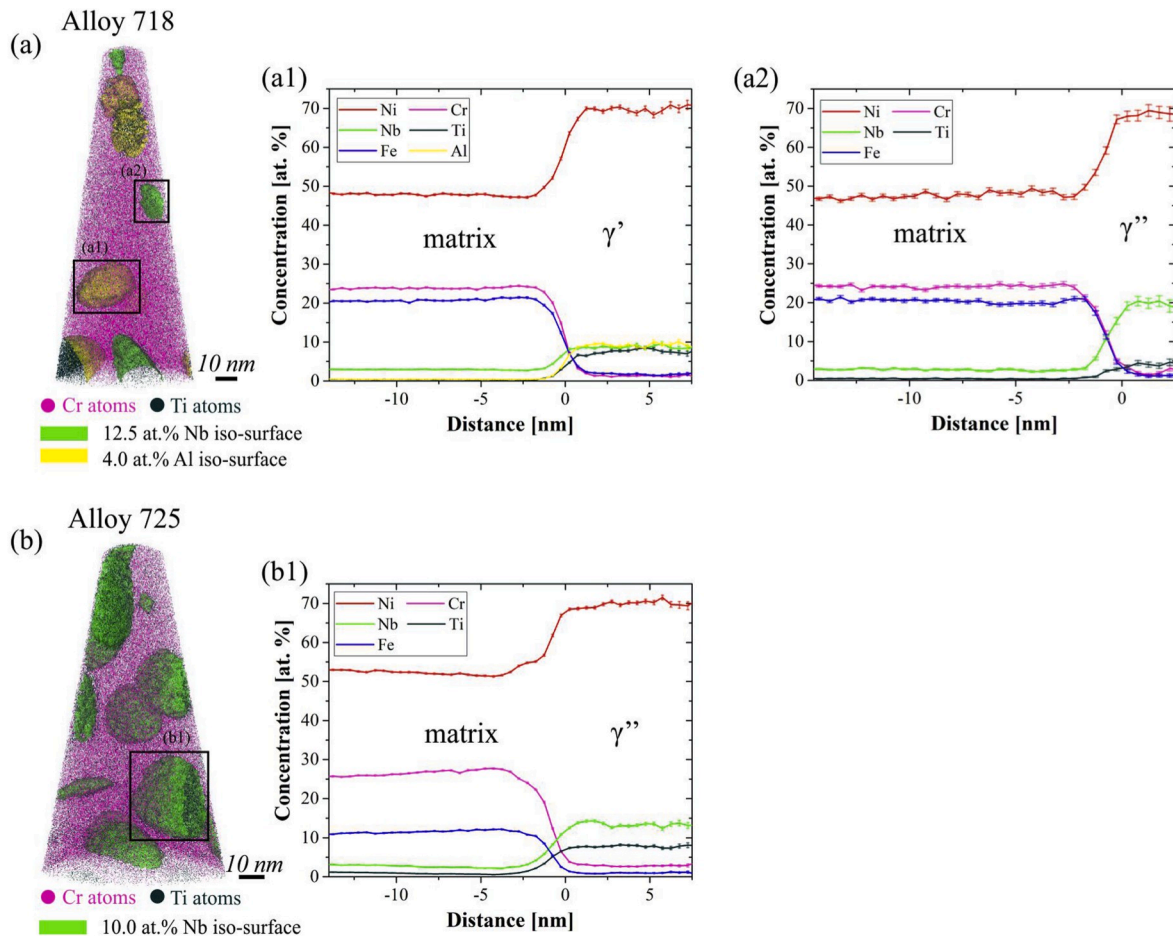 Alloy 718
(a)
(a2)
(a1)
10 nm
Cr atoms Ti atoms
12.5 at.% Nb iso-surface
4.0 at.% Al iso-surface
(a1)
Concentration [at. %]
70
60
50
40
30
20
10
0
Ni Cr
Nb Ti
Fe Al
matrix γ’
-10 -5 0 5
Distance [nm]
(a2)
Concentration [at. %]
70
60
50
40
30
20
10
0
Ni Cr
Nb Ti
Fe
matrix γ’’
-10 -5 0
Distance [nm]
Alloy 725
(b)
(b1)
10 nm
Cr atoms Ti atoms
10.0 at.% Nb iso-surface
(b1)
Concentration [at. %]
70
60
50
40
30
20
10
0
Ni Cr
Nb Ti
Fe
matrix γ’’
-10 -5 0 5
Distance [nm]